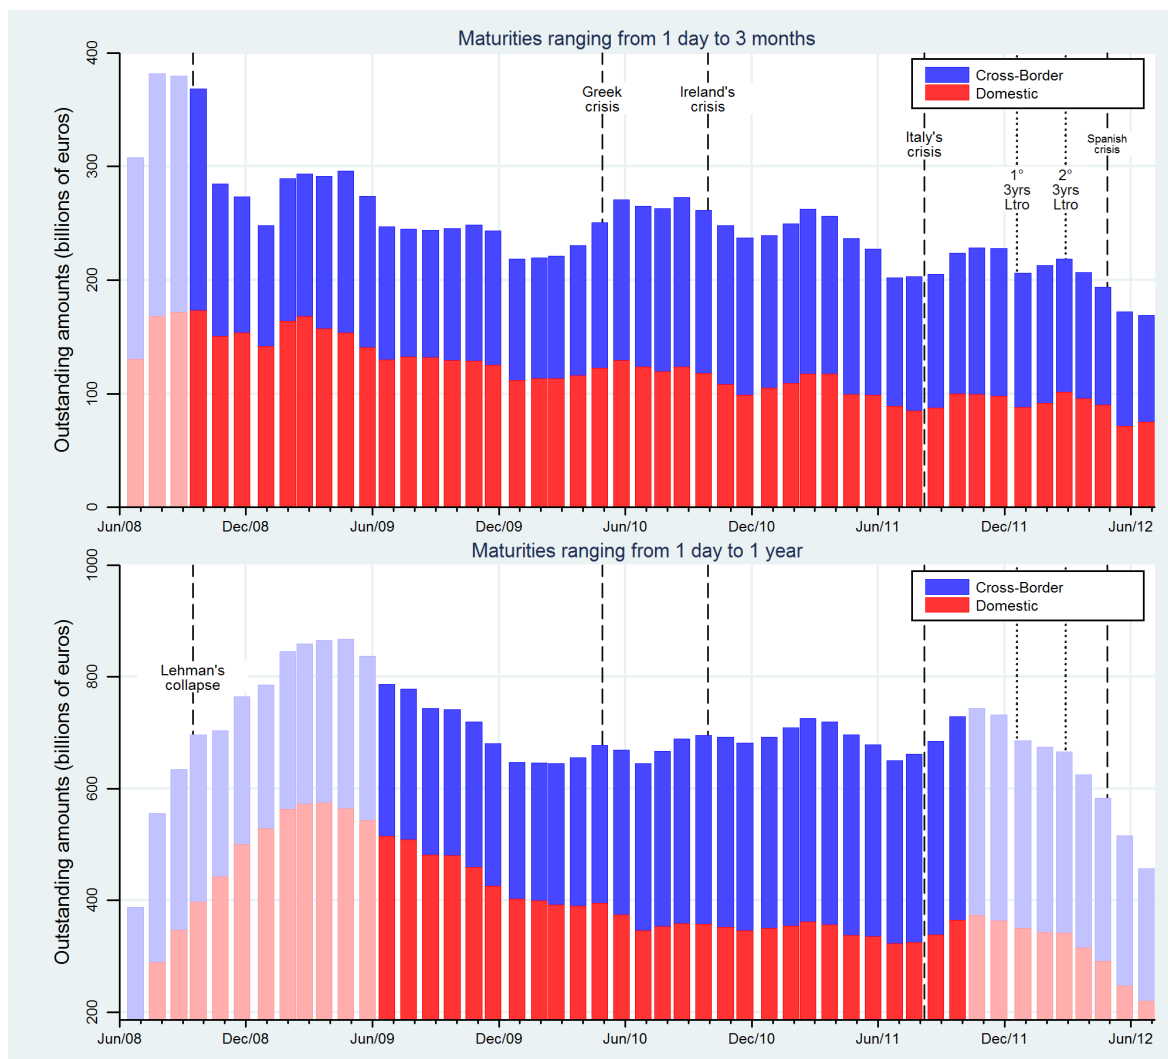 Maturities ranging from 1 day to 3 months
Outstanding amounts (billions of euros)
400
300
200
100
0
Cross-Border
Domestic
Greek
crisis
Ireland's
crisis
Italy's
crisis
1°
3yrs
Ltro
2°
3yrs
Ltro
Spanish
crisis
Jun/08
Dec/08
Jun/09
Dec/09
Jun/10
Dec/10
Jun/11
Dec/11
Jun/12
Maturities ranging from 1 day to 1 year
Outstanding amounts (billions of euros)
1000
800
600
400
200
Cross-Border
Domestic
Lehman's
collapse
Jun/08
Dec/08
Jun/09
Dec/09
Jun/10
Dec/10
Jun/11
Dec/11
Jun/12